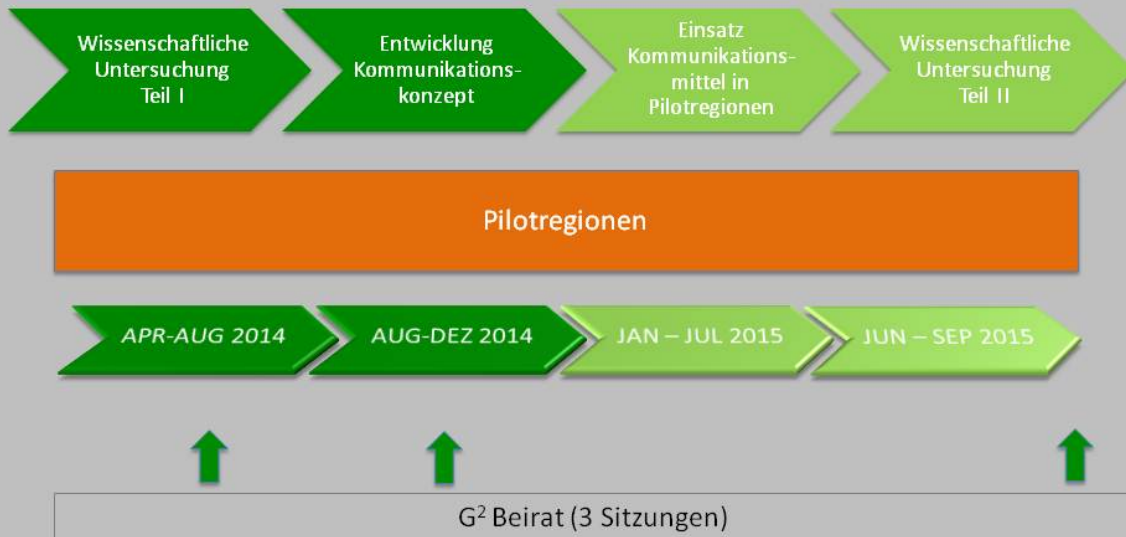 Wissenschaftliche
Untersuchung
Teil I
Entwicklung
Kommunikations-
konzept
Einsatz
Kommunikations-
mittel in
Pilotregionen
Wissenschaftliche
Untersuchung
Teil II
Pilotregionen
APR-AUG 2014
AUG-DEZ 2014
JAN – JUL 2015
JUN – SEP 2015
G² Beirat (3 Sitzungen)